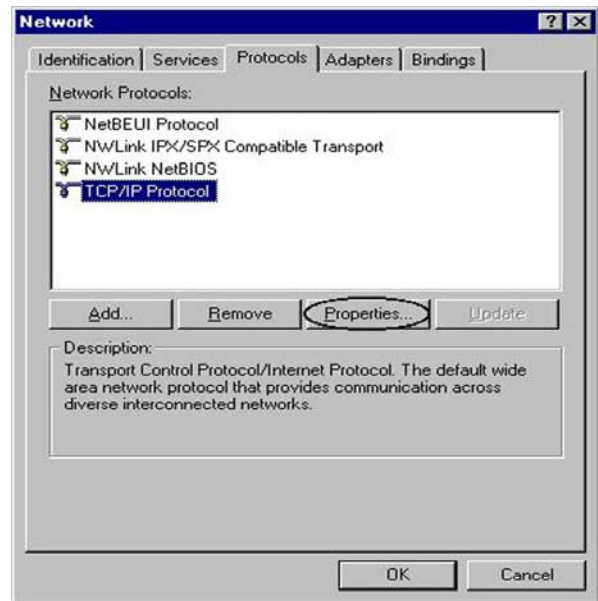 Network
Identification Services Protocols Adapters Bindings
Network Protocols:
NetBEUI Protocol
NWLink IPX/SPX Compatible Transport
NWLink NetBIOS
TCP/IP Protocol
Add... Remove Properties... Update
Description:
Transport Control Protocol/Internet Protocol. The default wide
area network protocol that provides communication across
diverse interconnected networks.
OK Cancel